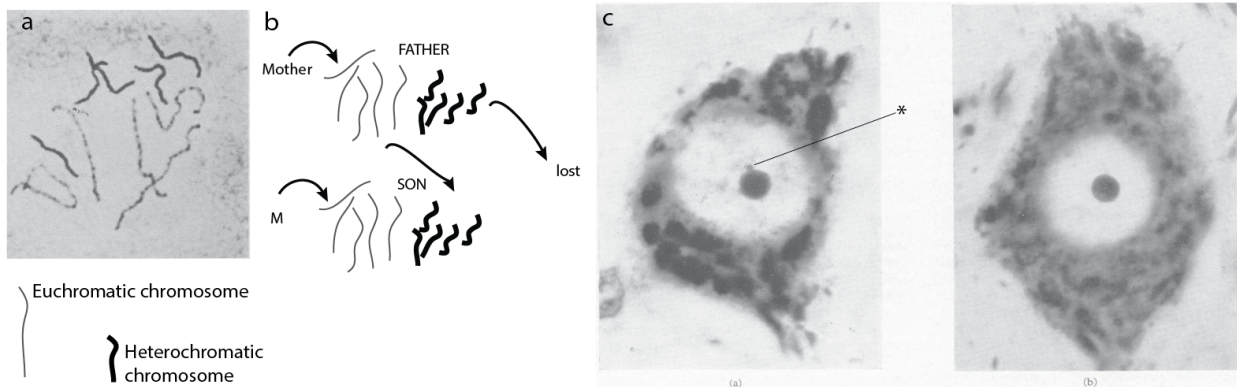 a
b
c
Mother
FATHER
lost
SON
M
*
Euchromatic chromosome
Heterochromatic
chromosome
(a)
(b)